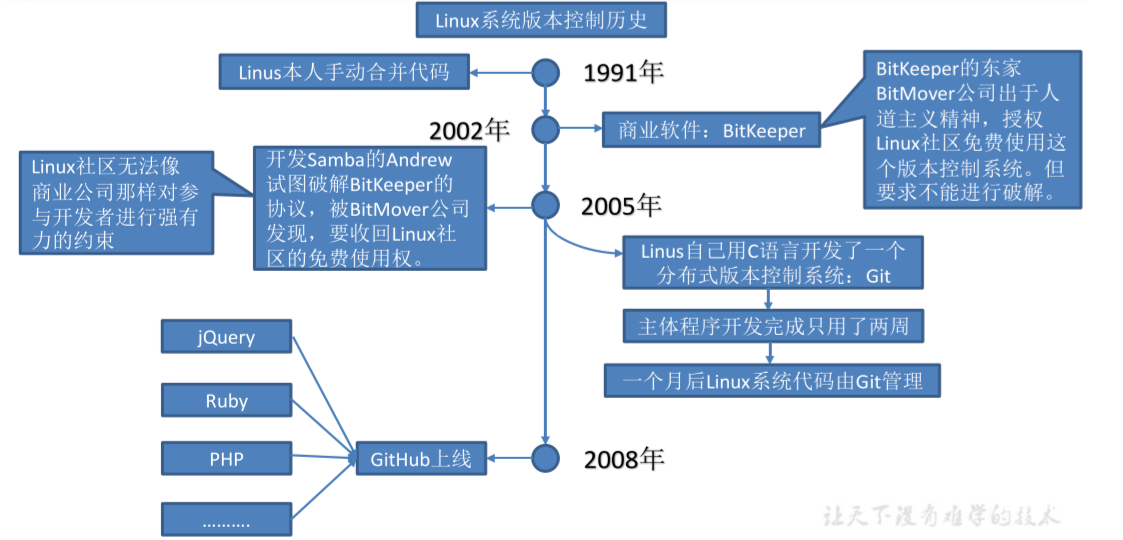 Linux系统版本控制历史
Linus本人手动合并代码
1991年
BitKeeper的东家
BitMover公司出于人
道主义精神，授权
Linux社区免费使用这
个版本控制系统。但
要求不能进行破解。
2002年
商业软件：BitKeeper
Linux社区无法像
商业公司那样对参
与开发者进行强有
力的约束
开发Samba的Andrew
试图破解BitKeeper的
协议，被BitMover公司
发现，要收回Linux社
区的免费使用权。
2005年
Linus自己用C语言开发了一个
分布式版本控制系统：Git
主体程序开发完成只用了两周
一个月后Linux系统代码由Git管理
jQuery
Ruby
PHP
……….
GitHub上线
2008年
让天下没有难学的技术